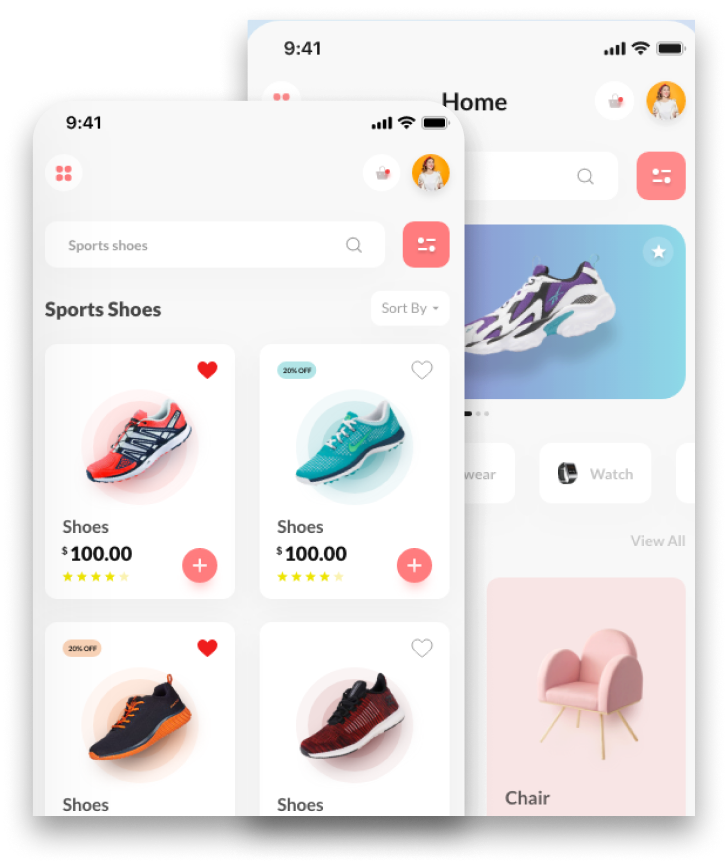 9:41
Home
9:41
Sports shoes
Sports Shoes
Sort By
20% OFF
Shoes
$100.00
Shoes
$100.00
20% OFF
Shoes
Shoes
wear
Watch
View All
Chair